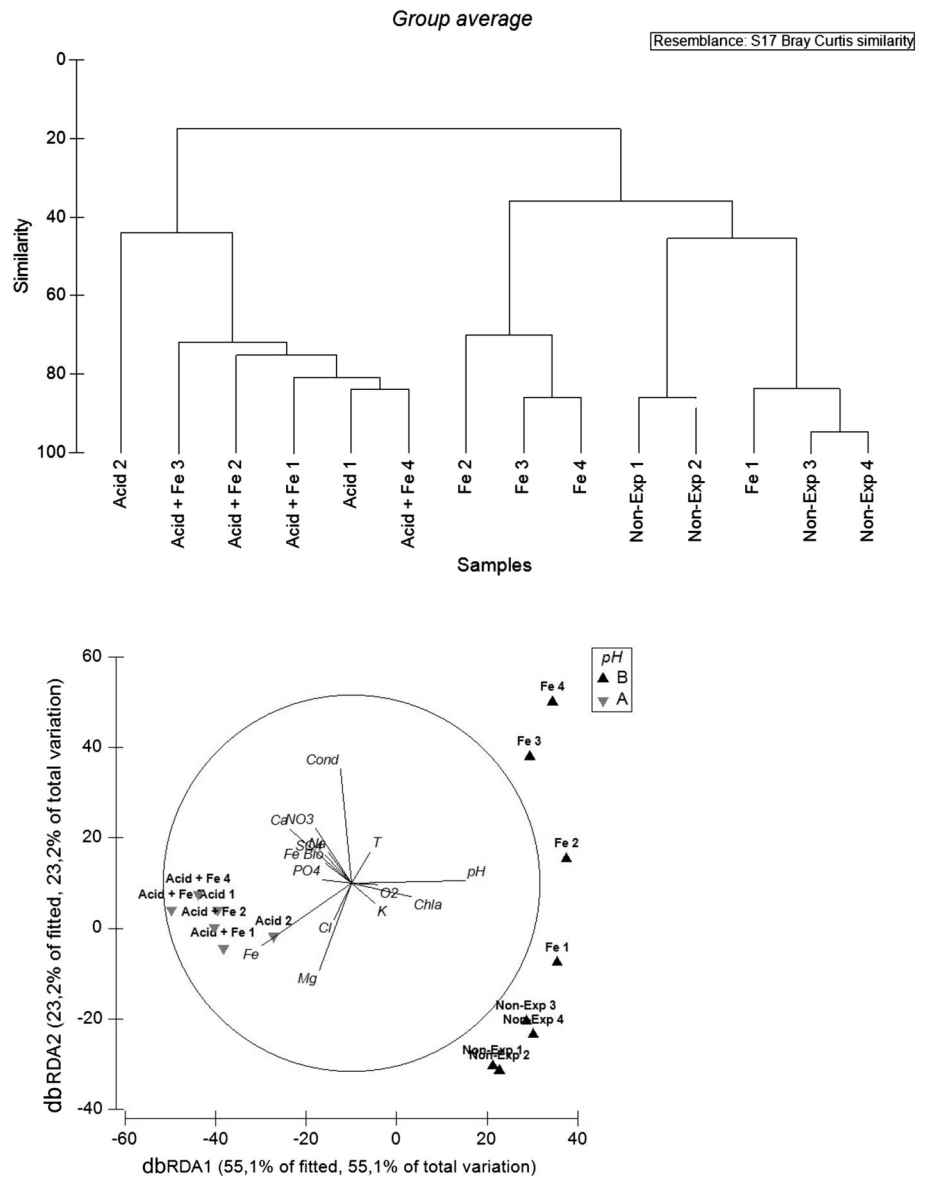 Group average
Resemblance: S17 Bray Curtis similarity
0
20
40
60
80
100
Similarity
Acid 2
Acid + Fe 3
Acid + Fe 2
Acid + Fe 1
Acid 1
Acid + Fe 4
Fe 2
Fe 3
Fe 4
Non-Exp 1
Non-Exp 2
Fe 1
Non-Exp 3
Non-Exp 4
Samples
60
40
20
0
-20
-40
dbRDA2 (23,2% of fitted, 23,2% of total variation)
pH
B
A
Fe 4
Fe 3
Fe 2
Fe 1
Non-Exp 3
Non-Exp 4
Non-Exp 1
Non-Exp 2
Cond
Ca
NO3
Na
SO4
Fe Bio
PO4
T
pH
O2
Chla
K
Cl
Fe
Mg
Acid + Fe 4
Acid + Fe
Acid 1
Acid + Fe 2
Acid + Fe 1
Acid 2
-60
-40
-20
0
20
40
dbRDA1 (55,1% of fitted, 55,1% of total variation)